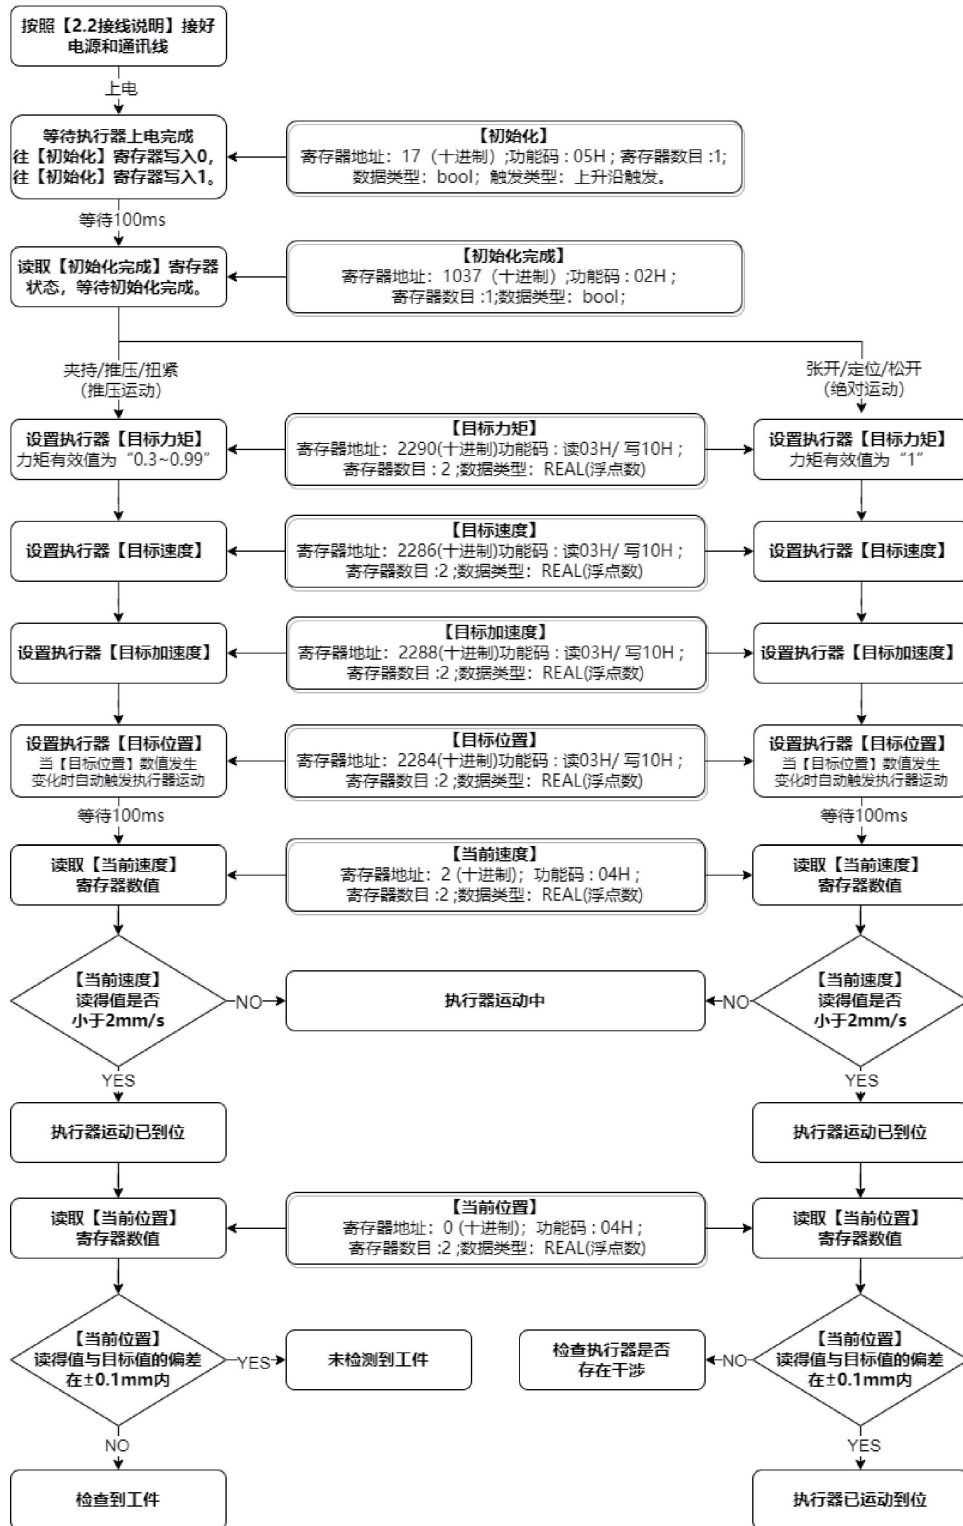 按照【2.2接线说明】接好
电源和通讯线
上电
等待执行器上电完成
往【初始化】寄存器写入0，
往【初始化】寄存器写入1。
【初始化】
寄存器地址：17（十进制）;功能码 : 05H ; 寄存器数目 :1;
数据类型：bool；触发类型：上升沿触发。
等待100ms
读取【初始化完成】寄存器
状态，等待初始化完成。
【初始化完成】
寄存器地址：1037（十进制）;功能码 : 02H ;
寄存器数目 :1;数据类型：bool；
夹持/推压/扭紧
（推压运动）
张开/定位/松开
（绝对运动）
设置执行器【目标力矩】
力矩有效值为“0.3~0.99”
【目标力矩】
寄存器地址：2290(十进制)功能码 : 读03H/ 写10H ;
寄存器数目 : 2 ;数据类型：REAL(浮点数)
设置执行器【目标力矩】
力矩有效值为“1”
设置执行器【目标速度】
【目标速度】
寄存器地址：2286(十进制)功能码 : 读03H/ 写10H ;
寄存器数目 :2 ;数据类型：REAL(浮点数)
设置执行器【目标速度】
设置执行器【目标加速度】
【目标加速度】
寄存器地址：2288(十进制)功能码 : 读03H/ 写10H ;
寄存器数目 :2 ;数据类型：REAL(浮点数)
设置执行器【目标加速度】
设置执行器【目标位置】
当【目标位置】数值发生
变化时自动触发执行器运动
【目标位置】
寄存器地址：2284(十进制)功能码 : 读03H/ 写10H ;
寄存器数目 :2 ;数据类型：REAL(浮点数)
设置执行器【目标位置】
当【目标位置】数值发生
变化时自动触发执行器运动
等待100ms
等待100ms
读取【当前速度】
寄存器数值
【当前速度】
寄存器地址：2 (十进制)；功能码 : 04H ;
寄存器数目 :2 ;数据类型：REAL(浮点数)
读取【当前速度】
寄存器数值
【当前速度】
读得值是否
小于2mm/s
NO
执行器运动中
NO
【当前速度】
读得值是否
小于2mm/s
YES
YES
执行器运动已到位
执行器运动已到位
读取【当前位置】
寄存器数值
【当前位置】
寄存器地址：0 (十进制)；功能码 : 04H ;
寄存器数目 :2 ;数据类型：REAL(浮点数)
读取【当前位置】
寄存器数值
【当前位置】
读得值与目标值的偏差
在±0.1mm内
YES
未检测到工件
检查执行器是否
存在干涉
NO
【当前位置】
读得值与目标值的偏差
在±0.1mm内
NO
YES
检查到工件
执行器已运动到位